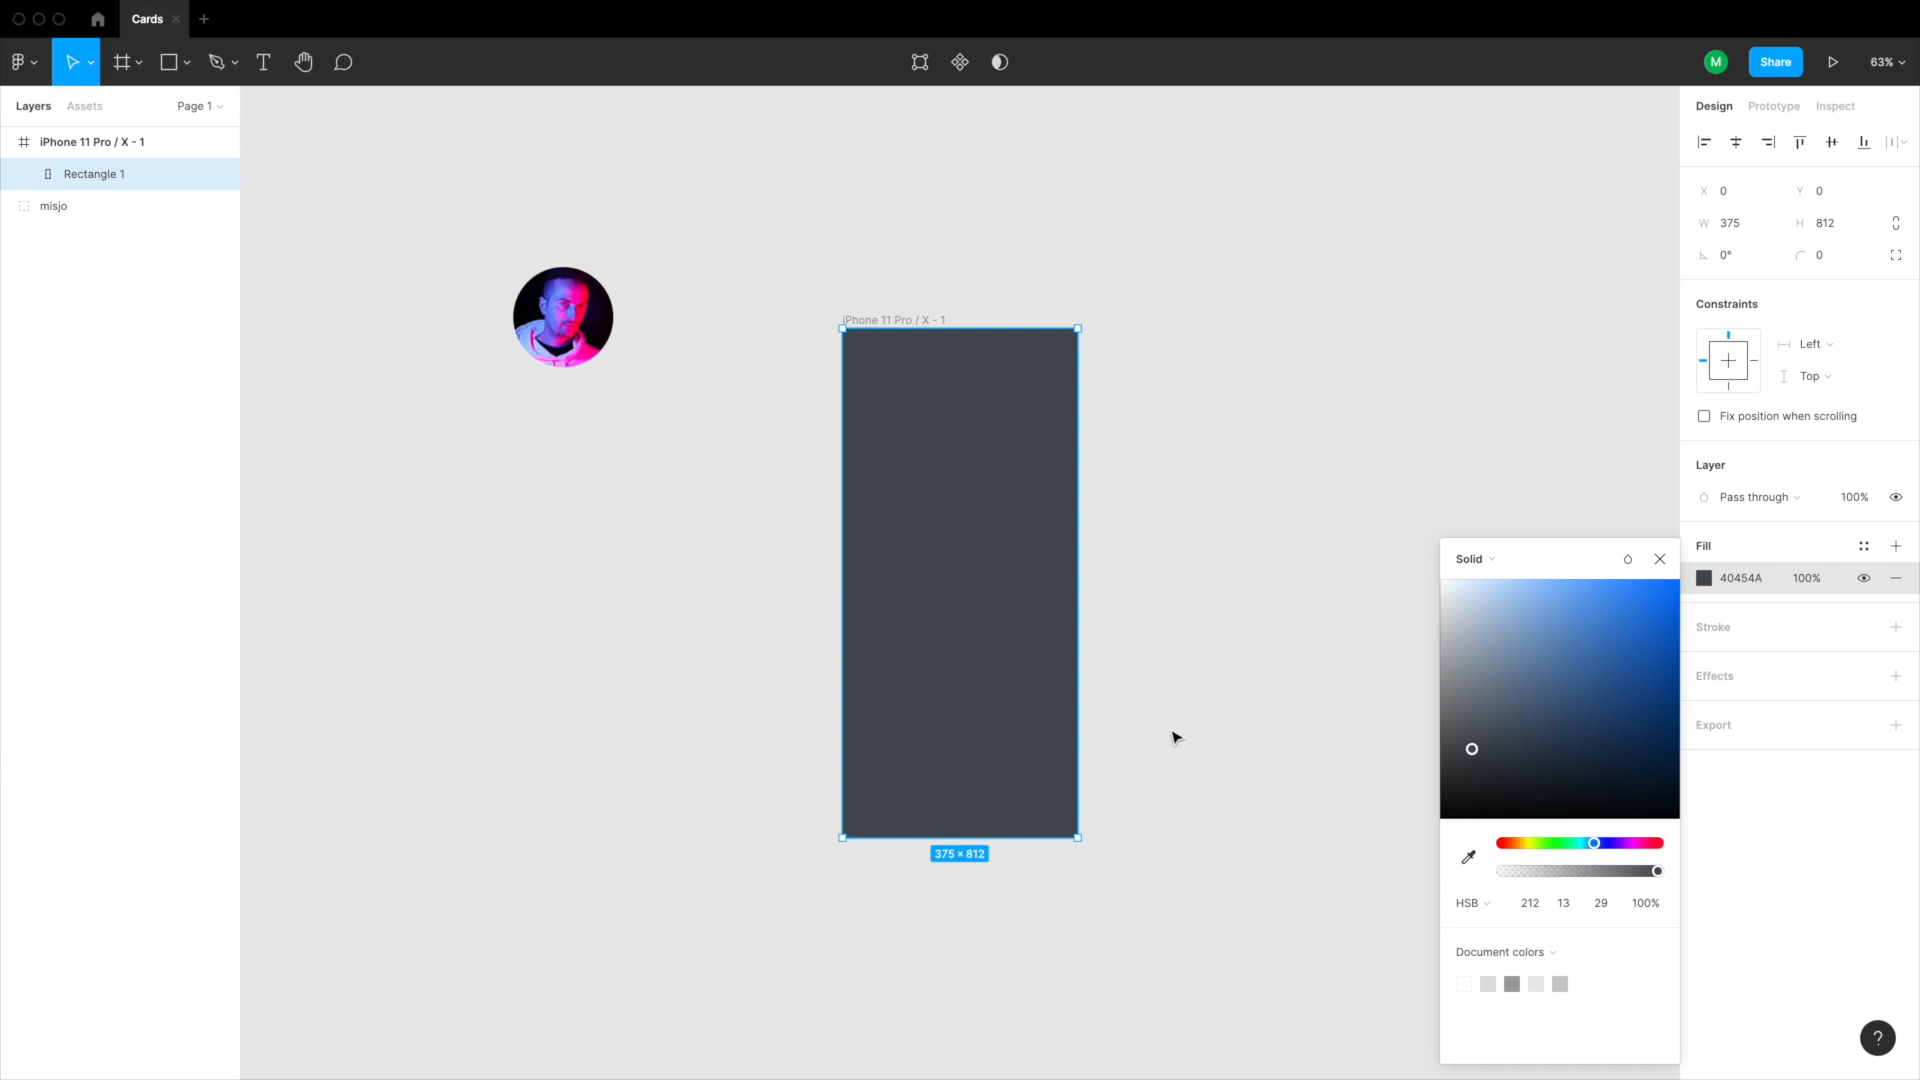 Cards
M
Share
63%
Layers
Assets
Page 1
Design
Prototype
Inspect
iPhone 11 Pro / X - 1
Rectangle 1
misjo
X 0
Y 0
W 375
H 812
0°
0
Constraints
Left
Top
Fix position when scrolling
Layer
Pass through
100%
iPhone 11 Pro / X - 1
375 × 812
Solid
Fill
40454A
100%
Stroke
Effects
Export
HSB
212
13
29
100%
Document colors
?